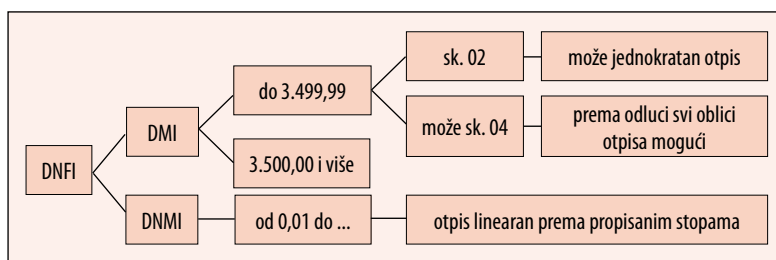 DNFI
DMI
do 3.499,99
sk. 02
može jednokratan otpis
može sk. 04
prema odluci svi oblici
otpisa mogući
3.500,00 i više
DNMI
od 0,01 do ...
otpis linearan prema propisanim stopama